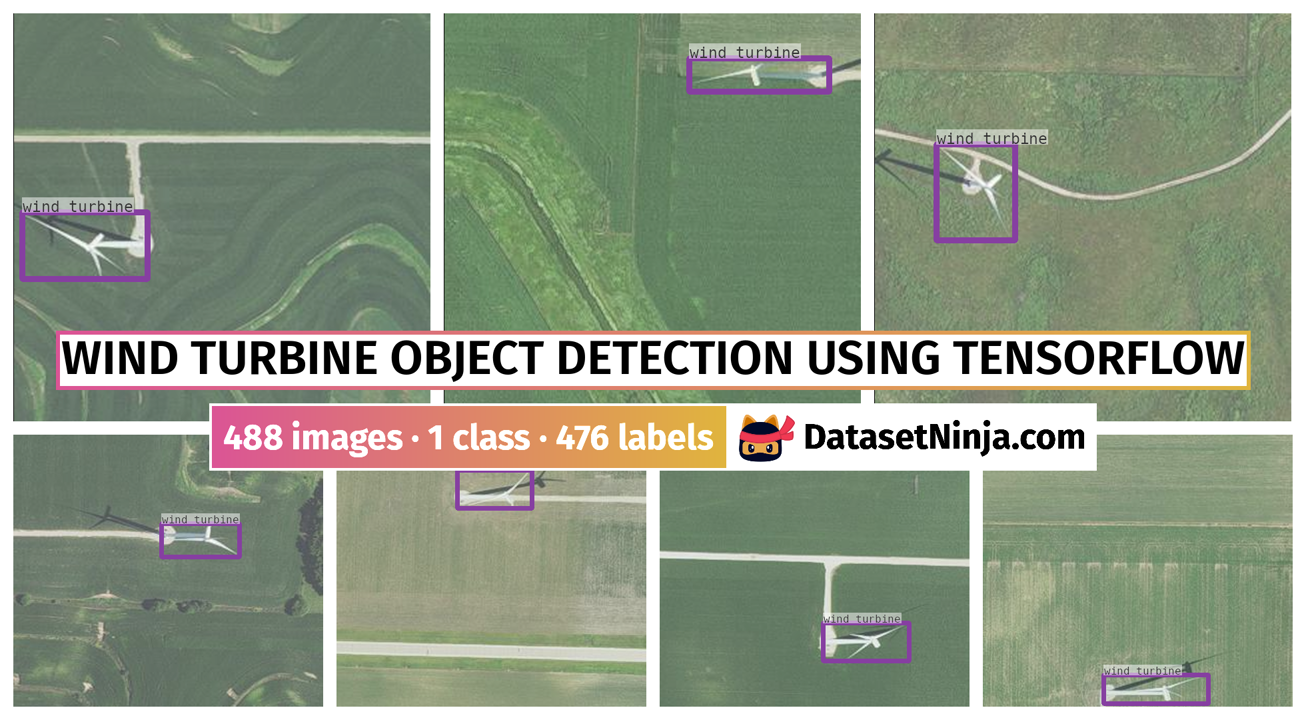 wind turbine
wind turbine
wind turbine
WIND TURBINE OBJECT DETECTION USING TENSORFLOW
488 images · 1 class · 476 labels
DatasetNinja.com
wind turbine
wind turbine
wind turbine